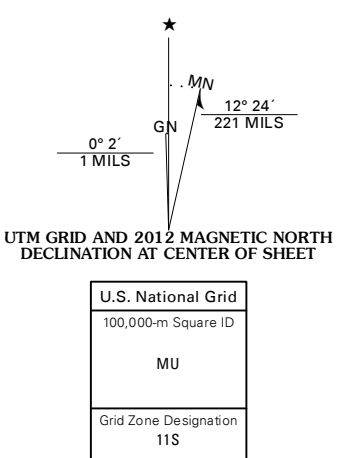 MN
GN
12° 24´
221 MILS
0° 2´
1 MILS
UTM GRID AND 2012 MAGNETIC NORTH
DECLINATION AT CENTER OF SHEET
U.S. National Grid
100,000-m Square ID
MU
Grid Zone Designation
11S